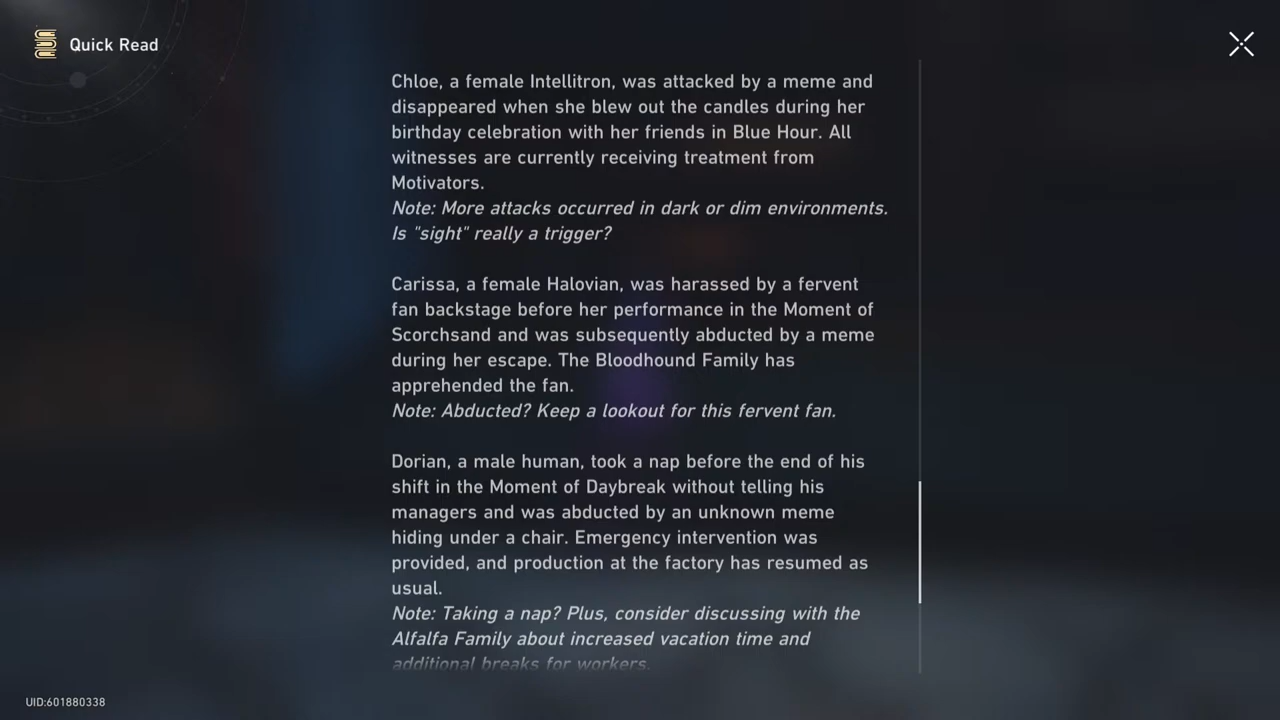 Quick Read
Chloe, a female Intellitron, was attacked by a meme and
disappeared when she blew out the candles during her
birthday celebration with her friends in Blue Hour. All
witnesses are currently receiving treatment from
Motivators.
Note: More attacks occurred in dark or dim environments.
Is "sight" really a trigger?
Carissa, a female Halovian, was harassed by a fervent
fan backstage before her performance in the Moment of
Scorchsand and was subsequently abducted by a meme
during her escape. The Bloodhound Family has
apprehended the fan.
Note: Abducted? Keep a lookout for this fervent fan.
Dorian, a male human, took a nap before the end of his
shift in the Moment of Daybreak without telling his
managers and was abducted by an unknown meme
hiding under a chair. Emergency intervention was
provided, and production at the factory has resumed as
usual.
Note: Taking a nap? Plus, consider discussing with the
Alfalfa Family about increased vacation time and
additional breaks for workers.
UID:601880338